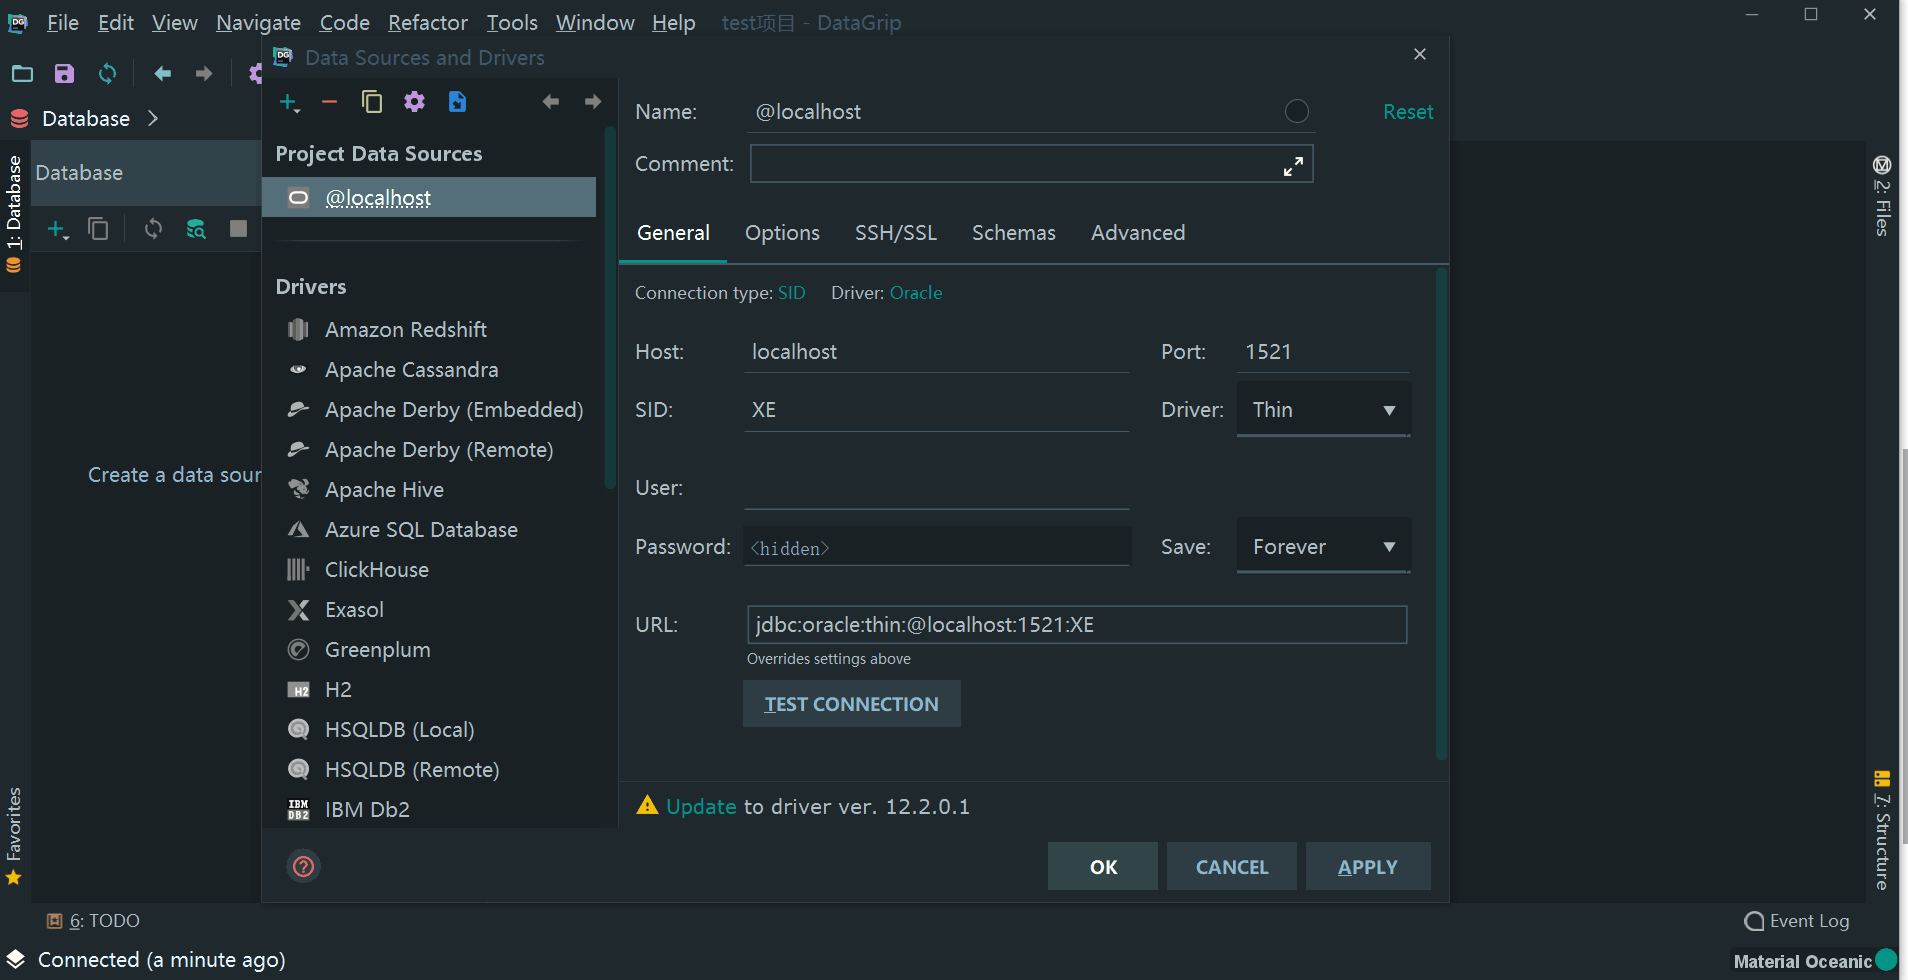 File Edit View Navigate Code Refactor Tools Window Help test项目 - DataGrip
Data Sources and Drivers
Database
1: Database
Database
Create a data sour
Favorites
Project Data Sources
@localhost
Drivers
Amazon Redshift
Apache Cassandra
Apache Derby (Embedded)
Apache Derby (Remote)
Apache Hive
Azure SQL Database
ClickHouse
Exasol
Greenplum
H2 H2
HSQLDB (Local)
HSQLDB (Remote)
IBM DB2 IBM Db2
Name: @localhost Reset
Comment:
General Options SSH/SSL Schemas Advanced
Connection type: SID Driver: Oracle
Host: localhost Port: 1521
SID: XE Driver: Thin
User:
Password: <hidden> Save: Forever
URL: jdbc:oracle:thin:@localhost:1521:XE
Overrides settings above
TEST CONNECTION
Update to driver ver. 12.2.0.1
OK CANCEL APPLY
2: Files
7: Structure
6: TODO Event Log
Connected (a minute ago) Material Oceanic